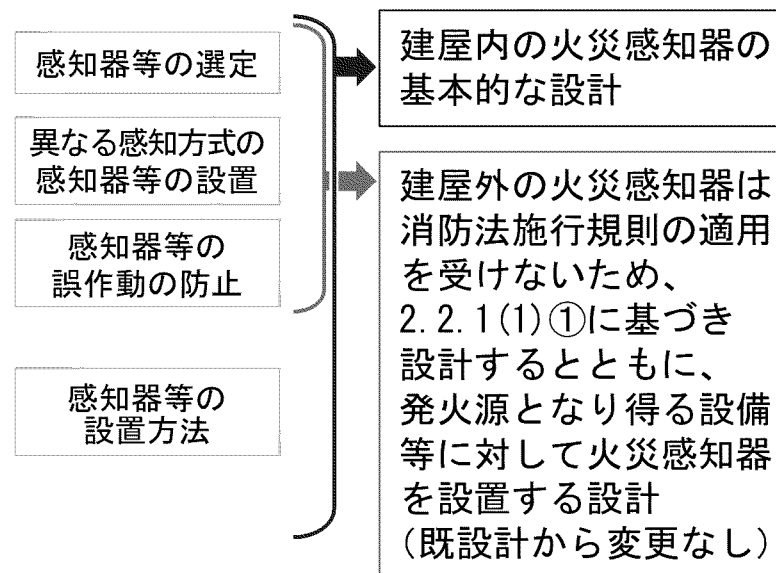 感知器等の選定
異なる感知方式の
感知器等の設置
感知器等の
誤作動の防止
感知器等の
設置方法
建屋内の火災感知器の
基本的な設計
建屋外の火災感知器は
消防法施行規則の適用
を受けないため、
2.2.1(1)①に基づき
設計するとともに、
発火源となり得る設備
等に対して火災感知器
を設置する設計
(既設計から変更なし)